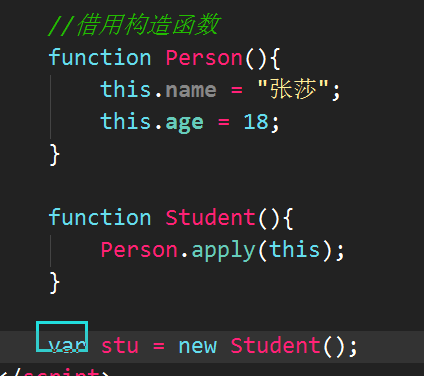 //借用构造函数
function Person(){
this.name = "张莎";
this.age = 18;
}
function Student(){
Person.apply(this);
}
var stu = new Student();
</script>